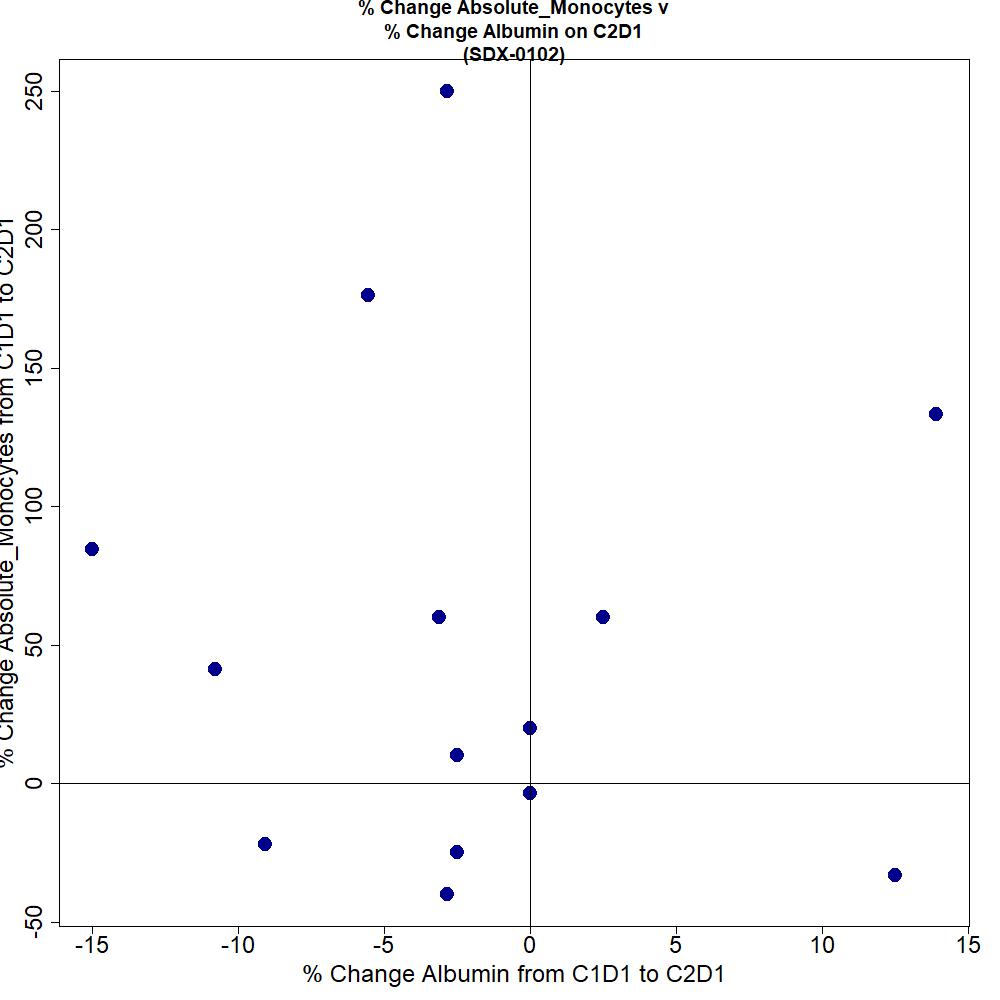 % Change Absolute_Monocytes v
% Change Albumin on C2D1
(SDX-0102)
% Change Absolute_Monocytes from C1D1 to C2D1
250
200
150
100
50
0
-50
-15
-10
-5
0
5
10
15
% Change Albumin from C1D1 to C2D1